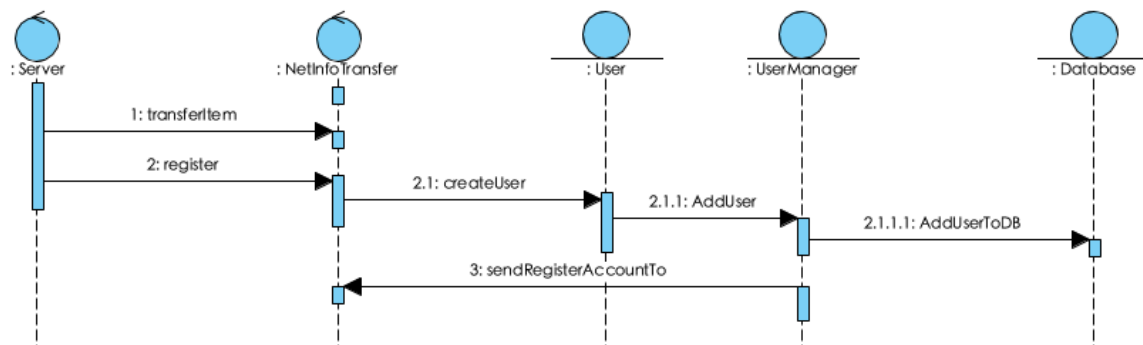 : Server
: NetInfoTransfer
: User
: UserManager
: Database
1: transferItem
2: register
2.1: createUser
2.1.1: AddUser
2.1.1.1: AddUserToDB
3: sendRegisterAccountTo